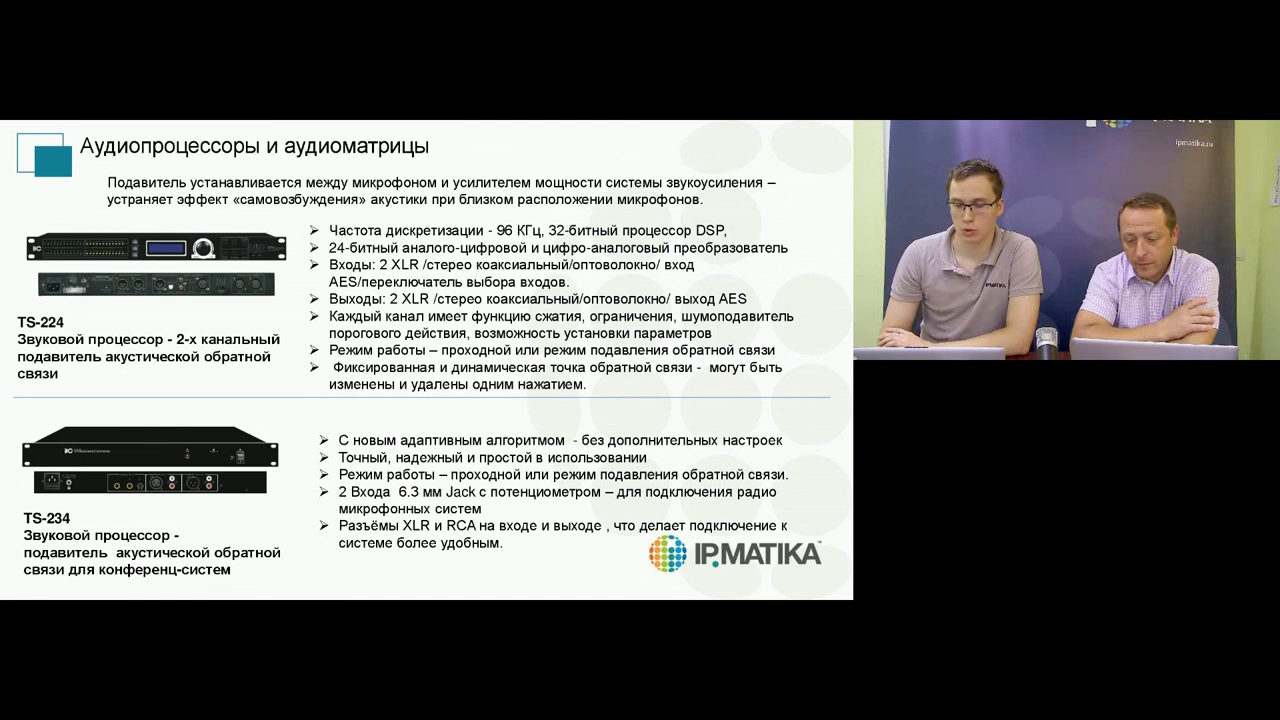 Аудиопроцессоры и аудиоматрицы
Подавитель устанавливается между микрофоном и усилителем мощности системы звукоусиления –
устраняет эффект «самовозбуждения» акустики при близком расположении микрофонов.
Частота дискретизации - 96 КГц, 32-битный процессор DSP,
24-битный аналого-цифровой и цифро-аналоговый преобразователь
Входы: 2 XLR /стерео коаксиальный/оптоволокно/ вход
AES/переключатель выбора входов.
Выходы: 2 XLR /стерео коаксиальный/оптоволокно/ выход AES
Каждый канал имеет функцию сжатия, ограничения, шумоподавитель
порогового действия, возможность установки параметров
Режим работы – проходной или режим подавления обратной связи
Фиксированная и динамическая точка обратной связи - могут быть
изменены и удалены одним нажатием.
TS-224
Звуковой процессор - 2-х канальный
подавитель акустической обратной
связи
С новым адаптивным алгоритмом - без дополнительных настроек
Точный, надежный и простой в использовании
Режим работы – проходной или режим подавления обратной связи.
2 Входа 6.3 мм Jack с потенциометром – для подключения радио
микрофонных систем
Разъёмы XLR и RCA на входе и выходе , что делает подключение к
системе более удобным.
TS-234
Звуковой процессор -
подавитель акустической обратной
связи для конференц-систем
IP.MATIKA™
ipmatika.ru
IP.MATIKA